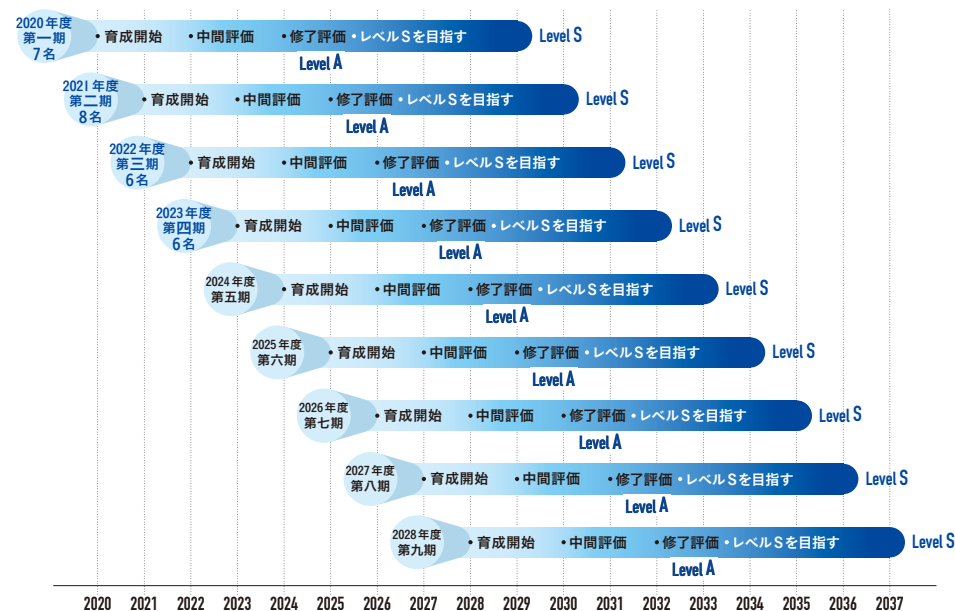 2020年度
第一期
7名
・育成開始 ・中間評価 ・修了評価 ・レベルSを目指す
Level S
Level A
2021年度
第二期
8名
・育成開始 ・中間評価 ・修了評価 ・レベルSを目指す
Level S
Level A
2022年度
第三期
6名
・育成開始 ・中間評価 ・修了評価 ・レベルSを目指す
Level S
Level A
2023年度
第四期
6名
・育成開始 ・中間評価 ・修了評価 ・レベルSを目指す
Level S
Level A
2024年度
第五期
・育成開始 ・中間評価 ・修了評価 ・レベルSを目指す
Level S
Level A
2025年度
第六期
・育成開始 ・中間評価 ・修了評価 ・レベルSを目指す
Level S
Level A
2026年度
第七期
・育成開始 ・中間評価 ・修了評価 ・レベルSを目指す
Level S
Level A
2027年度
第八期
・育成開始 ・中間評価 ・修了評価 ・レベルSを目指す
Level S
Level A
2028年度
第九期
・育成開始 ・中間評価 ・修了評価 ・レベルSを目指す
Level S
Level A
2020 2021 2022 2023 2024 2025 2026 2027 2028 2029 2030 2031 2032 2033 2034 2035 2036 2037